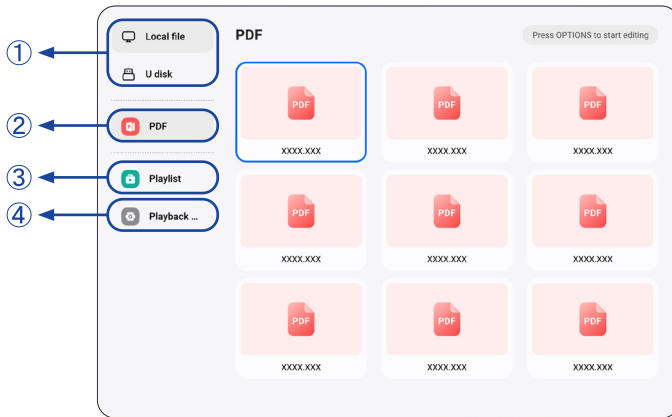 Local file
PDF
Press OPTIONS to start editing
①
U disk
PDF
PDF
PDF
②
PDF
XXXX.XXX
XXXX.XXX
XXXX.XXX
③
Playlist
④
Playback ...
PDF
PDF
PDF
XXXX.XXX
XXXX.XXX
XXXX.XXX
PDF
PDF
PDF
XXXX.XXX
XXXX.XXX
XXXX.XXX